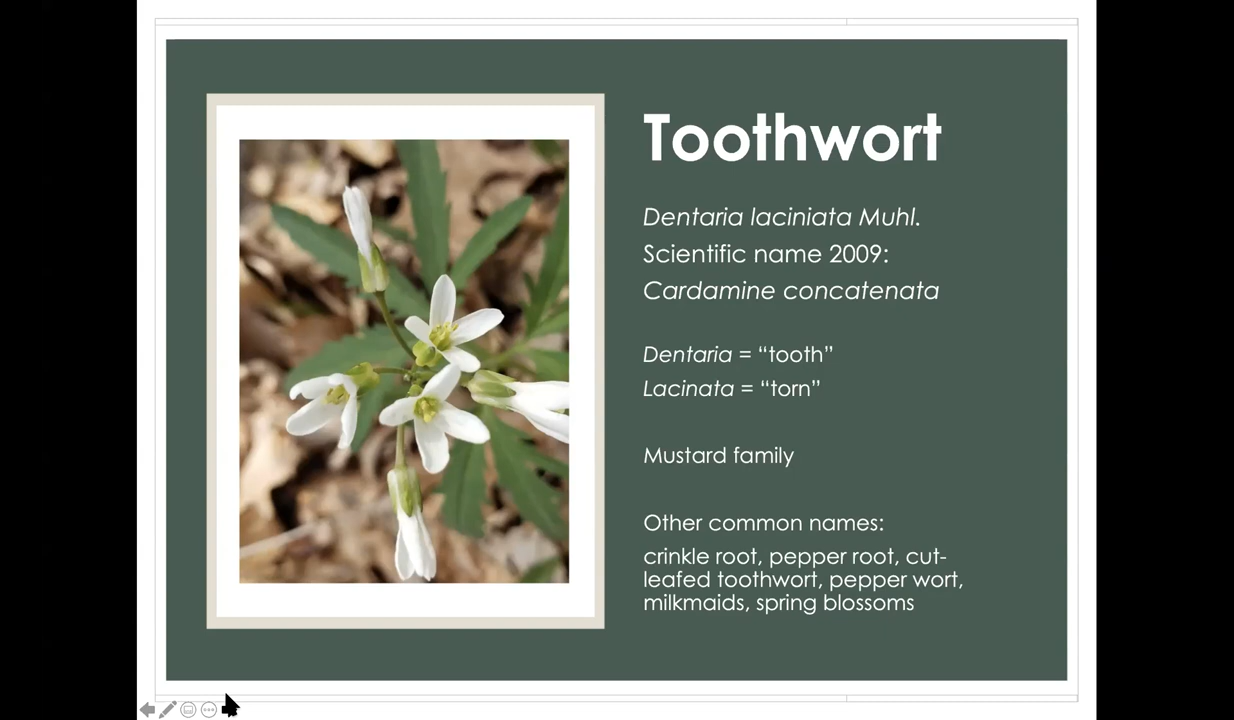 Toothwort
Dentaria laciniata Muhl.
Scientific name 2009:
Cardamine concatenata
Dentaria = “tooth”
Lacinata = “torn”
Mustard family
Other common names:
crinkle root, pepper root, cut-
leafed toothwort, pepper wort,
milkmaids, spring blossoms